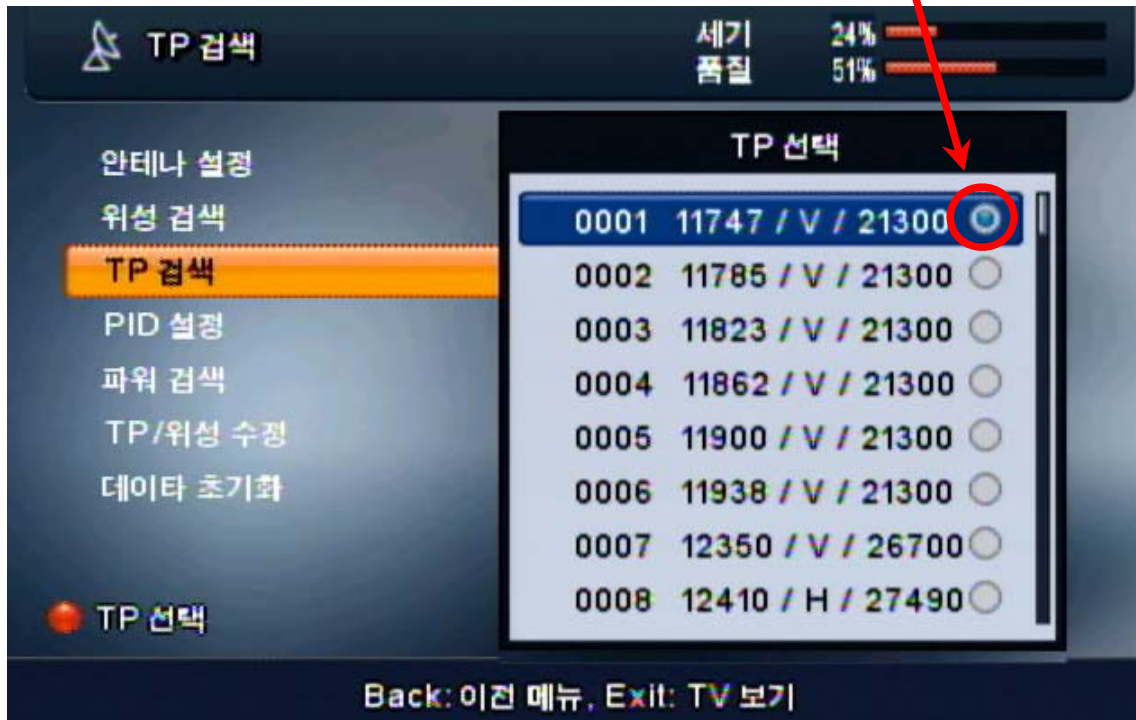 TP 검색
세기 24%
품질 51%
안테나 설정
위성 검색
TP 검색
PID 설정
파워 검색
TP/위성 수정
데이타 초기화
TP 선택
TP 선택
0001 11747 / V / 21300
0002 11785 / V / 21300
0003 11823 / V / 21300
0004 11862 / V / 21300
0005 11900 / V / 21300
0006 11938 / V / 21300
0007 12350 / V / 26700
0008 12410 / H / 27490
Back: 이전 메뉴, Exit: TV 보기